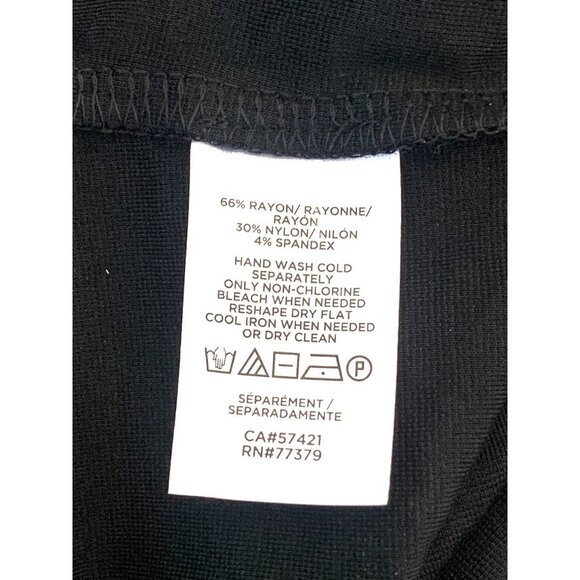 66% RAYON/ RAYONNE/
RAYÓN
30% NYLON/ NILÓN
4% SPANDEX
HAND WASH COLD
SEPARATELY
ONLY NON-CHLORINE
BLEACH WHEN NEEDED
RESHAPE DRY FLAT
COOL IRON WHEN NEEDED
OR DRY CLEAN
P
SÉPARÉMENT /
SEPARADAMENTE
CA#57421
RN#77379